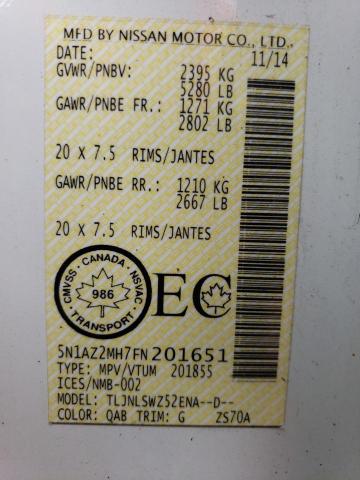 MFD BY NISSAN MOTOR CO., LTD.
DATE: 11/14
GVWR/PNBV: 2395 KG
5280 LB
GAWR/PNBE FR.: 1271 KG
2802 LB
20 X 7.5 RIMS/JANTES
GAWR/PNBE RR.: 1210 KG
2667 LB
20 X 7.5 RIMS/JANTES
CMVSS · CANADA · NSVAC
986
TRANSPORT
EC
5N1AZ2MH7FN201651
TYPE: MPV/VTUM 201855
ICES/NMB-002
MODEL: TLJNLSWZ52ENA--D--
COLOR: QAB TRIM: G ZS70A